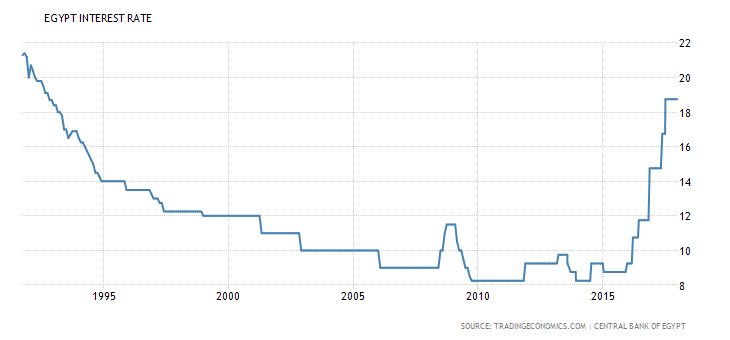 EGYPT INTEREST RATE
22
20
18
16
14
12
10
8
1995 2000 2005 2010 2015
SOURCE: TRADINGECONOMICS.COM | CENTRAL BANK OF EGYPT